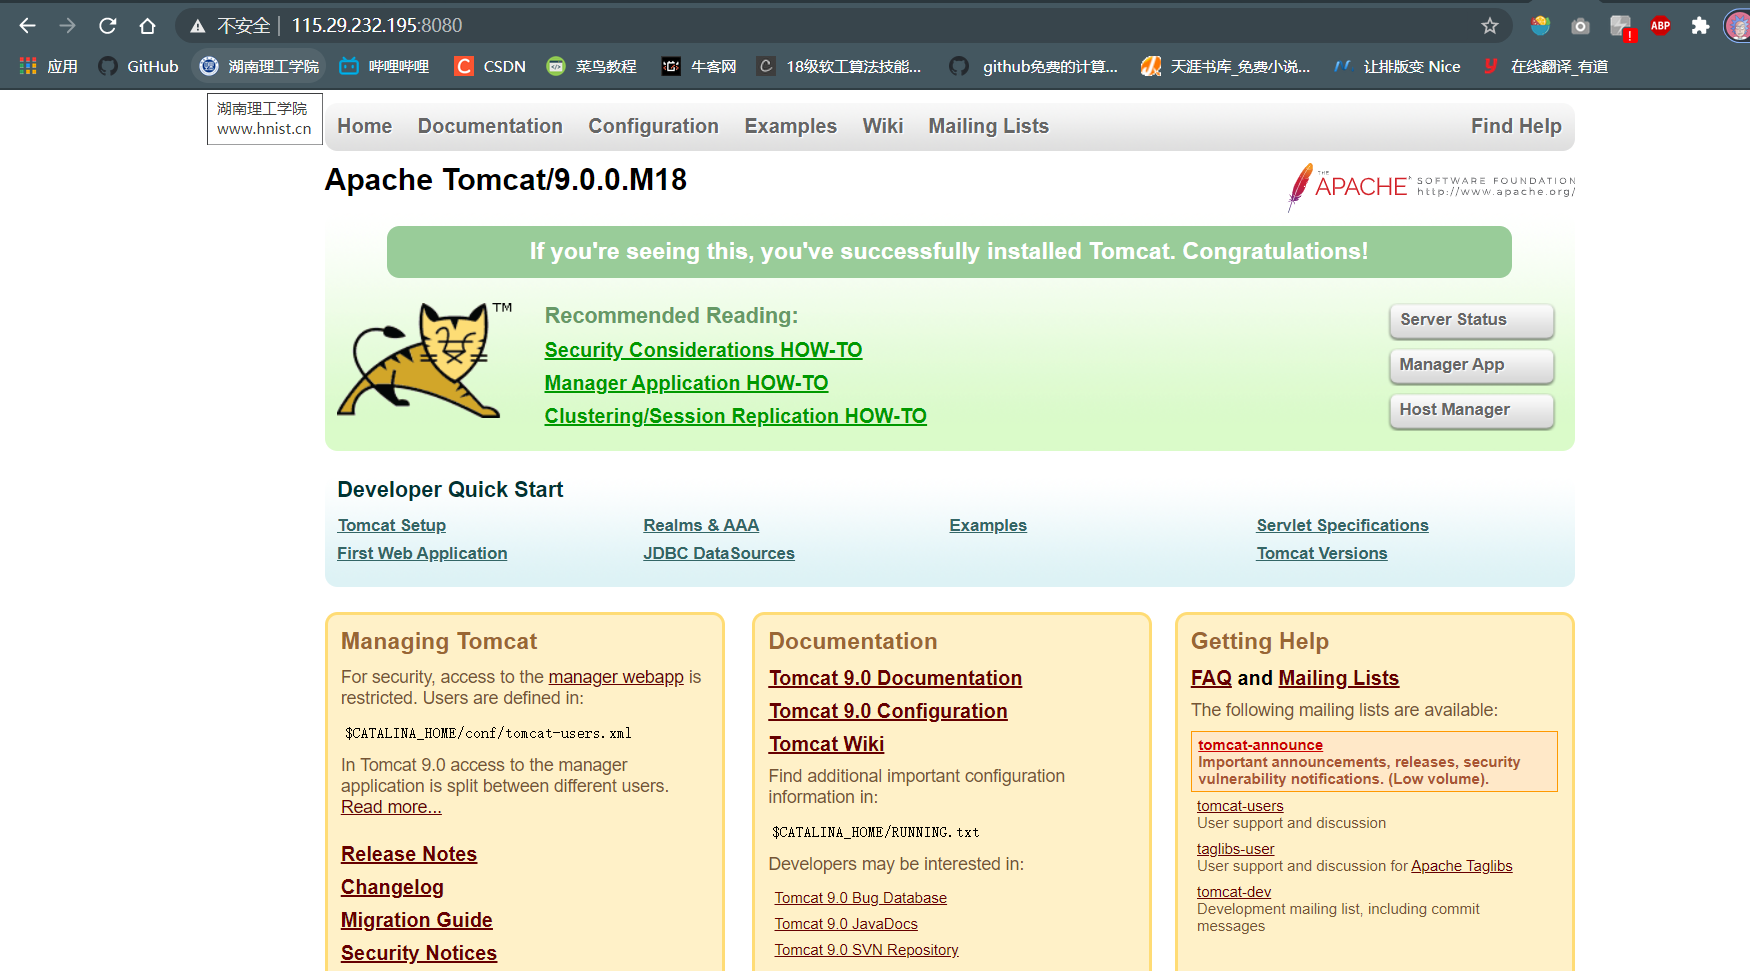 不安全 | 115.29.232.195:8080
ABP
应用 GitHub 湖南理工学院 哔哩哔哩 C CSDN 菜鸟教程 牛客网 C 18级软工算法技能... github免费的计算... 天涯书库_免费小说... 让排版变 Nice y 在线翻译_有道
湖南理工学院
www.hnist.cn
Home Documentation Configuration Examples Wiki Mailing Lists Find Help
Apache Tomcat/9.0.0.M18
THE APACHE SOFTWARE FOUNDATION
http://www.apache.org/
If you're seeing this, you've successfully installed Tomcat. Congratulations!
TM
Recommended Reading:
Security Considerations HOW-TO
Manager Application HOW-TO
Clustering/Session Replication HOW-TO
Server Status
Manager App
Host Manager
Developer Quick Start
Tomcat Setup Realms & AAA Examples Servlet Specifications
First Web Application JDBC DataSources Tomcat Versions
Managing Tomcat
For security, access to the manager webapp is
restricted. Users are defined in:
$CATALINA_HOME/conf/tomcat-users.xml
In Tomcat 9.0 access to the manager
application is split between different users.
Read more...
Release Notes
Changelog
Migration Guide
Security Notices
Documentation
Tomcat 9.0 Documentation
Tomcat 9.0 Configuration
Tomcat Wiki
Find additional important configuration
information in:
$CATALINA_HOME/RUNNING.txt
Developers may be interested in:
Tomcat 9.0 Bug Database
Tomcat 9.0 JavaDocs
Tomcat 9.0 SVN Repository
Getting Help
FAQ and Mailing Lists
The following mailing lists are available:
tomcat-announce
Important announcements, releases, security
vulnerability notifications. (Low volume).
tomcat-users
User support and discussion
taglibs-user
User support and discussion for Apache Taglibs
tomcat-dev
Development mailing list, including commit
messages